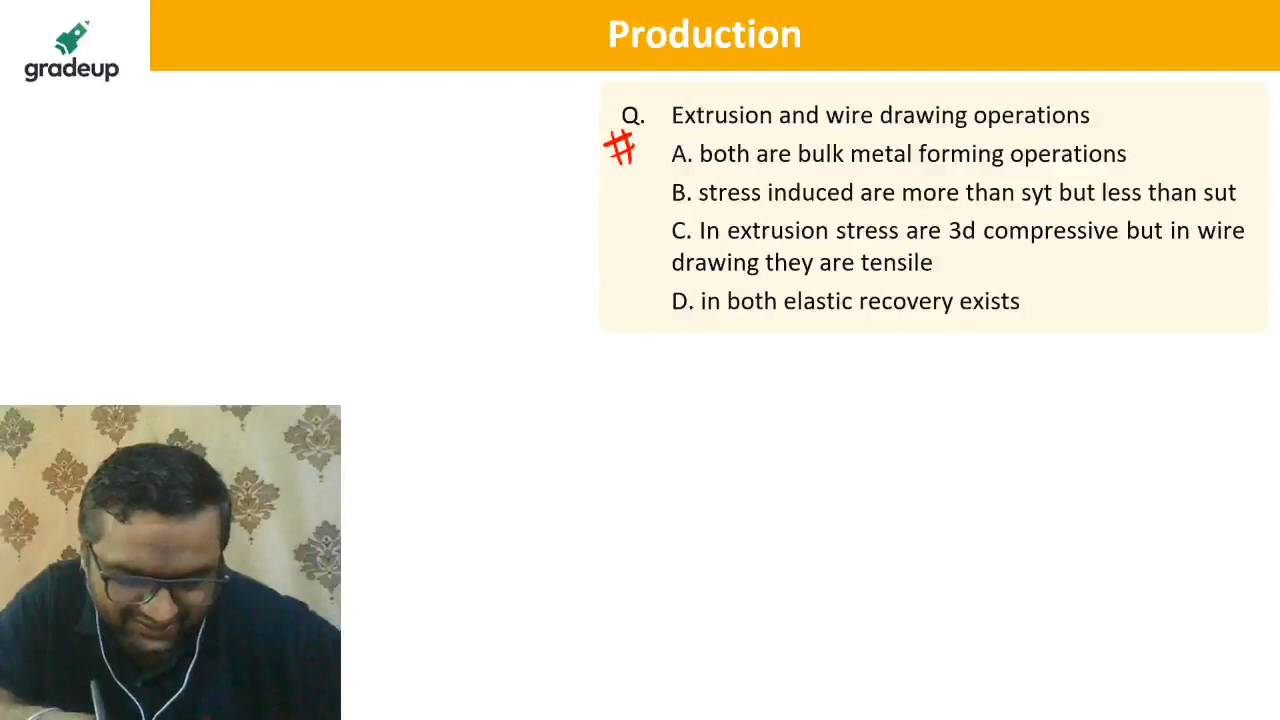 Production
gradeup
Q. Extrusion and wire drawing operations
#
A. both are bulk metal forming operations
B. stress induced are more than syt but less than sut
C. In extrusion stress are 3d compressive but in wire
drawing they are tensile
D. in both elastic recovery exists